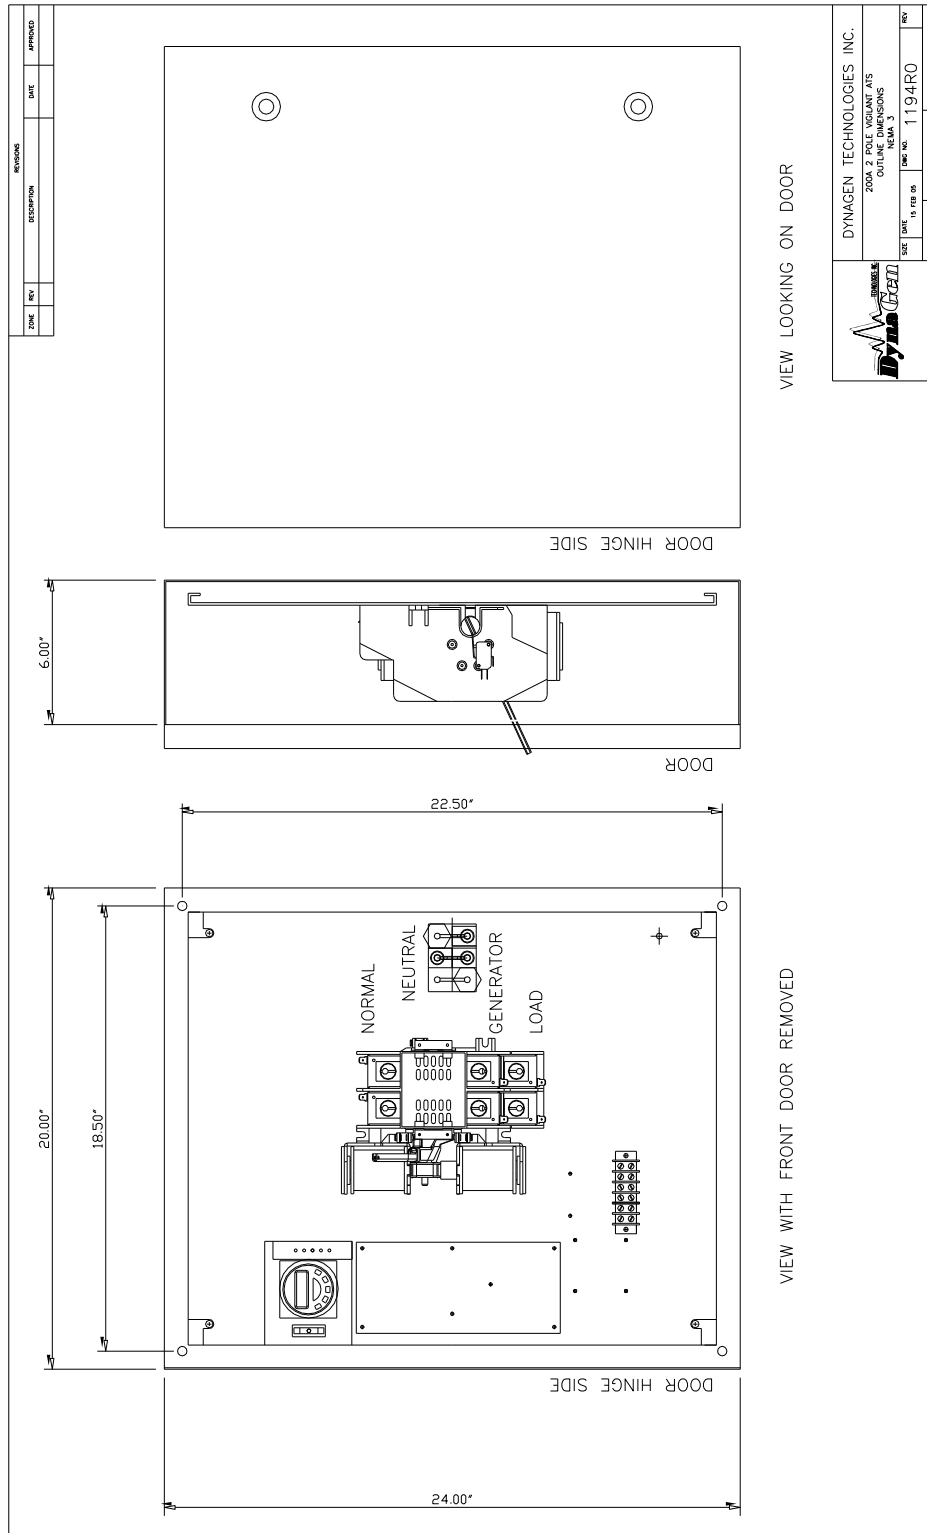 REVISIONS
ZONE REV DESCRIPTION DATE APPROVED
VIEW LOOKING ON DOOR
DOOR HINGE SIDE
DYNAGEN TECHNOLOGIES INC.
200A 2 POLE VIGILANT ATS
OUTLINE DIMENSIONS
NEMA 3
SIZE
DATE
15 FEB 05
DWG NO.
1194R0
REV
DynaGen
TECHNOLOGIES INC.
6.00"
DOOR
22.50"
20.00"
18.50"
NORMAL
NEUTRAL
GENERATOR
LOAD
VIEW WITH FRONT DOOR REMOVED
DOOR HINGE SIDE
24.00"